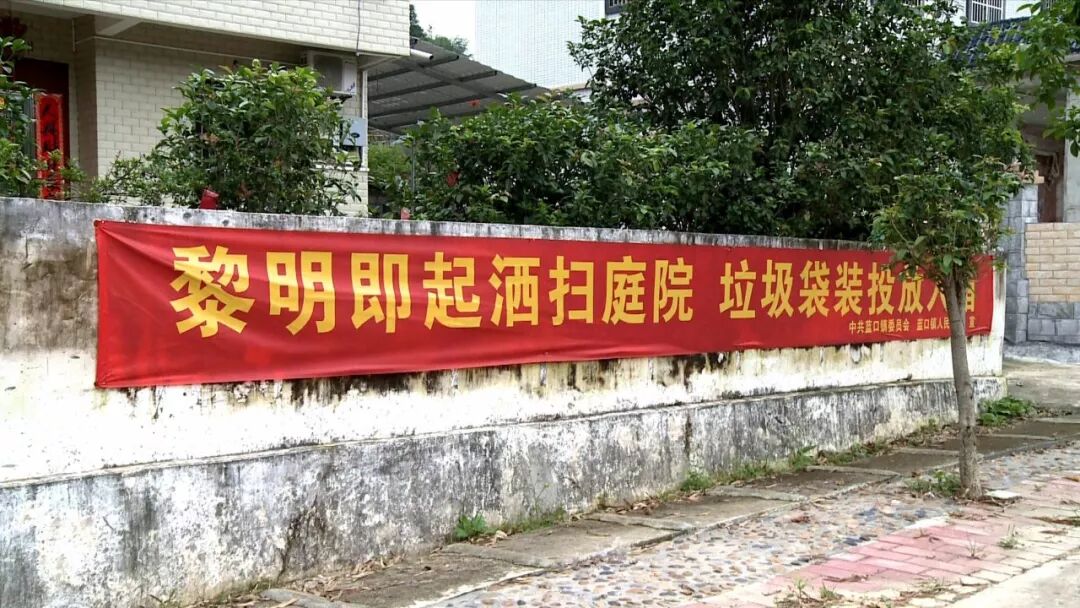 黎明即起洒扫庭院 垃圾袋装投放入
中共蓝口镇委员会 蓝口镇人民 宣